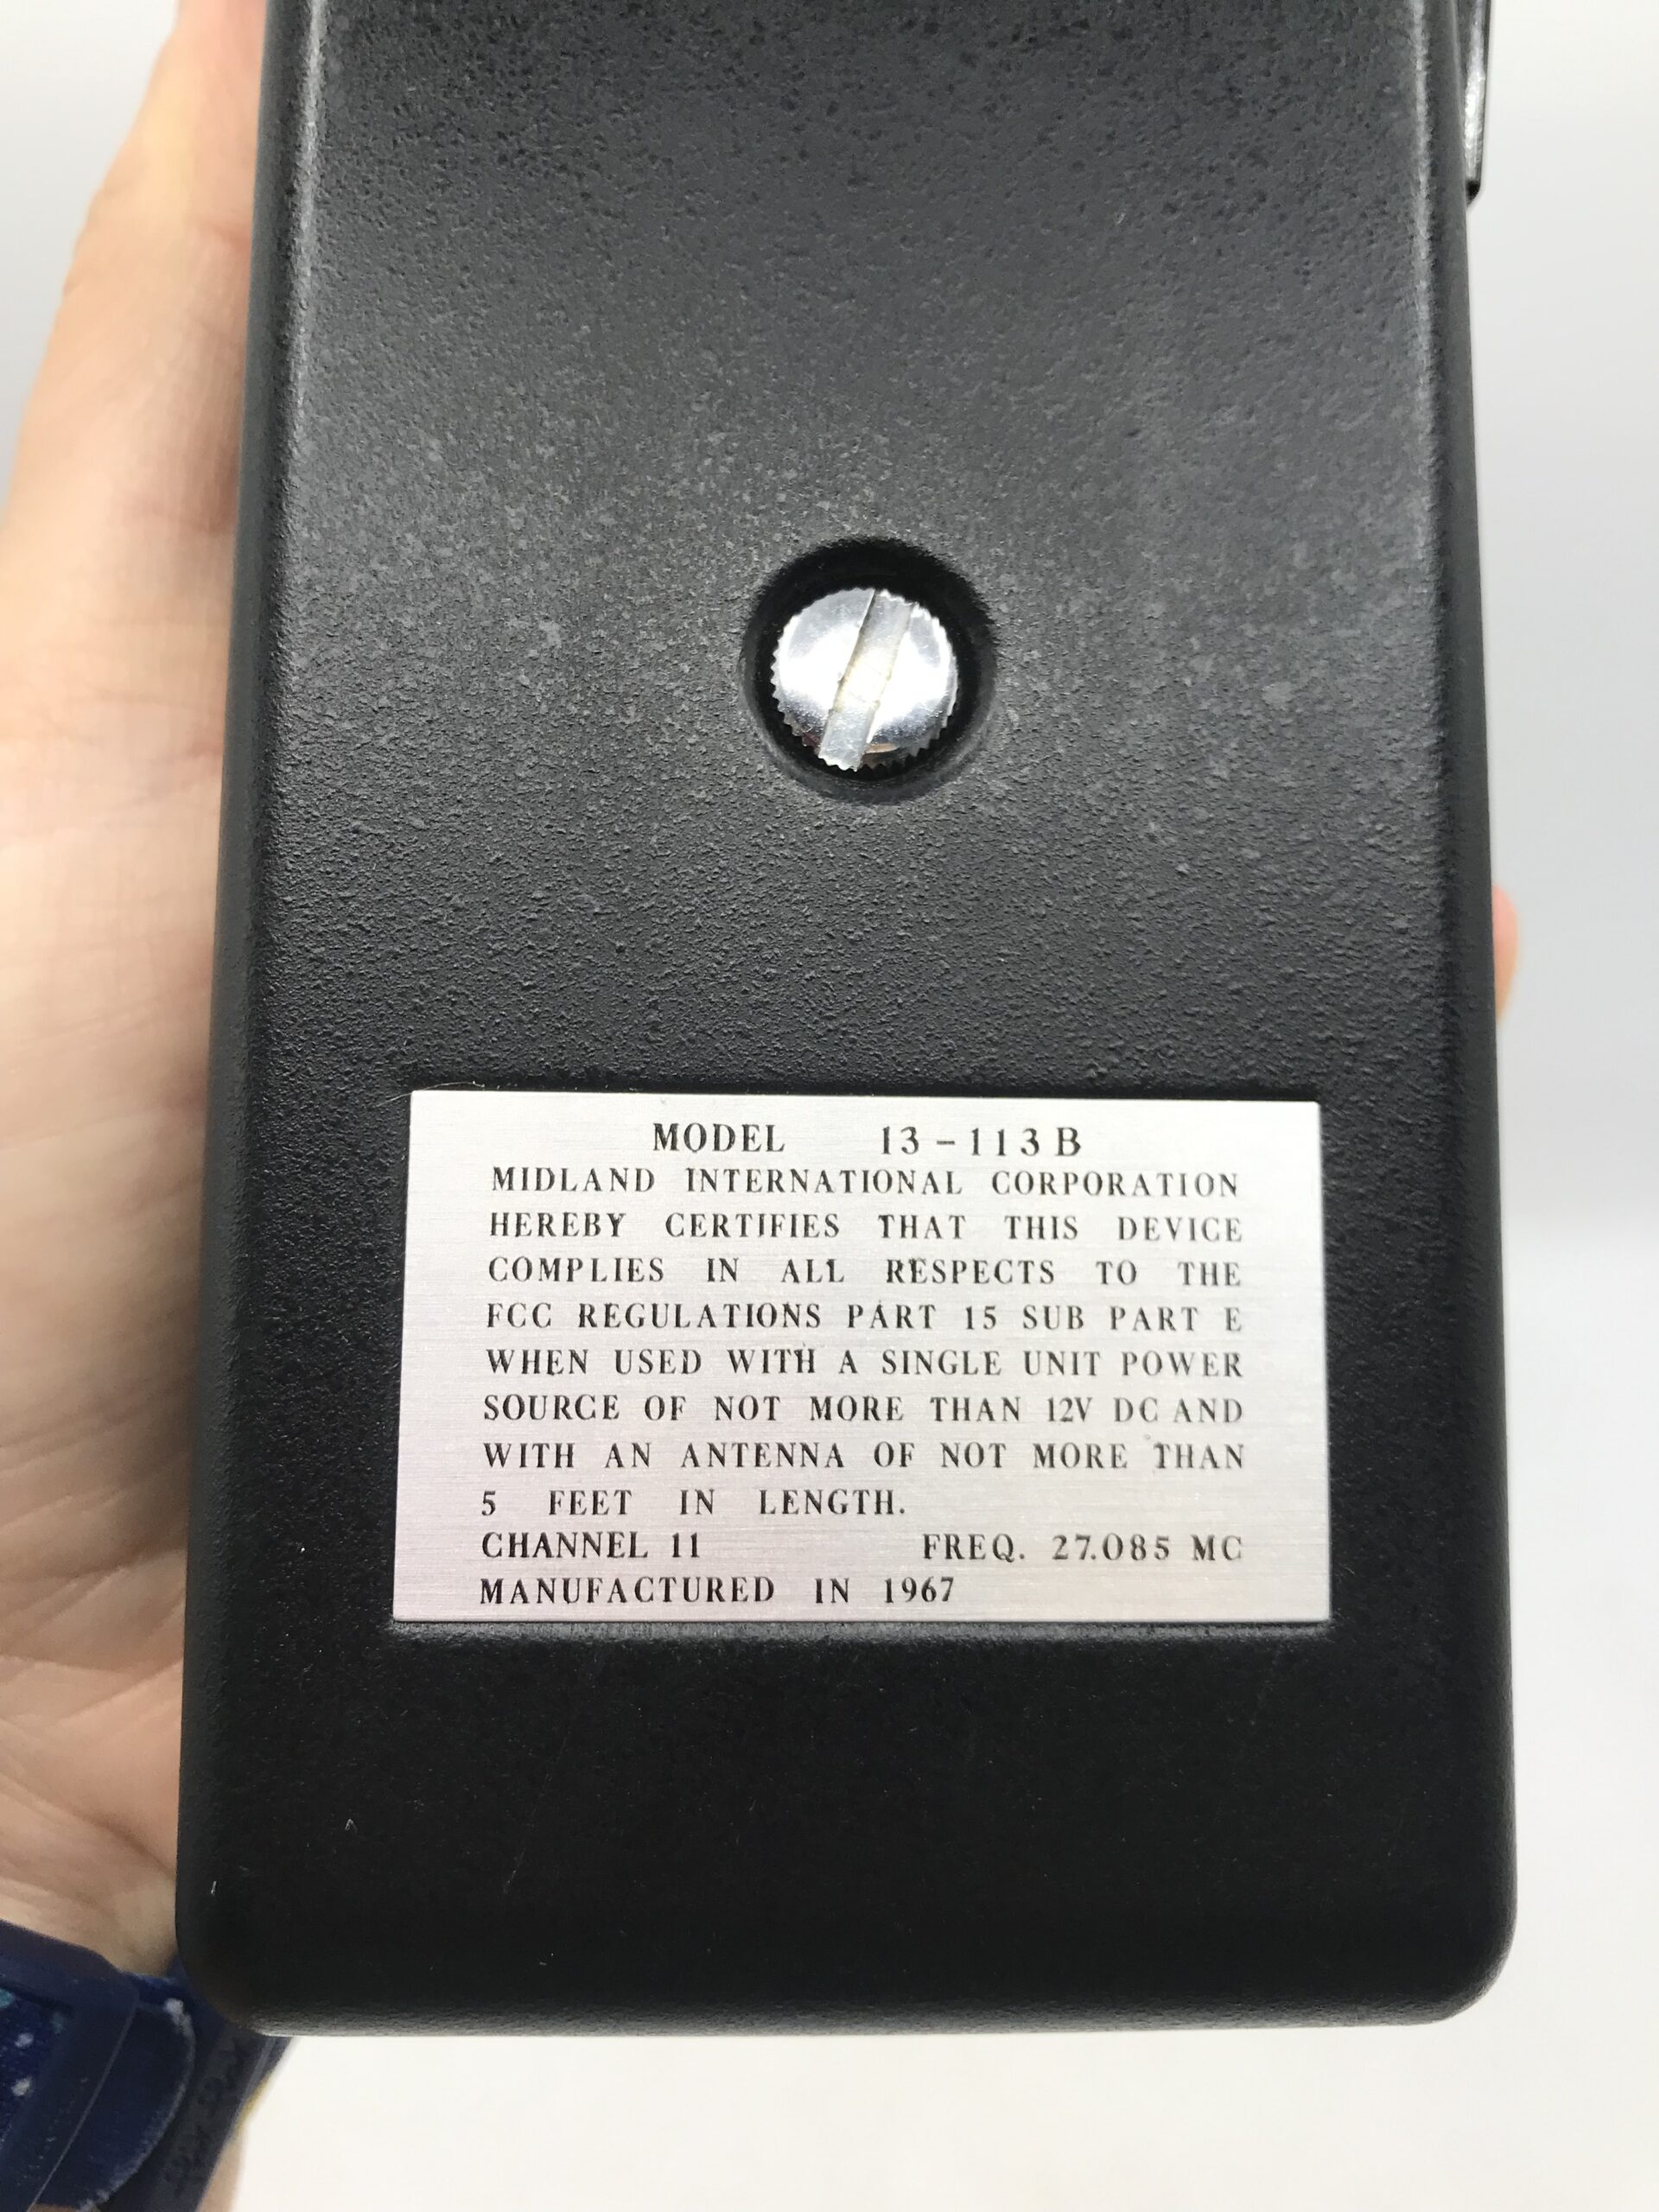 MODEL 13-113B
MIDLAND INTERNATIONAL CORPORATION
HEREBY CERTIFIES THAT THIS DEVICE
COMPLIES IN ALL RESPECTS TO THE
FCC REGULATIONS PART 15 SUB PART E
WHEN USED WITH A SINGLE UNIT POWER
SOURCE OF NOT MORE THAN 12V DC AND
WITH AN ANTENNA OF NOT MORE THAN
5 FEET IN LENGTH.
CHANNEL 11 FREQ. 27.085 MC
MANUFACTURED IN 1967